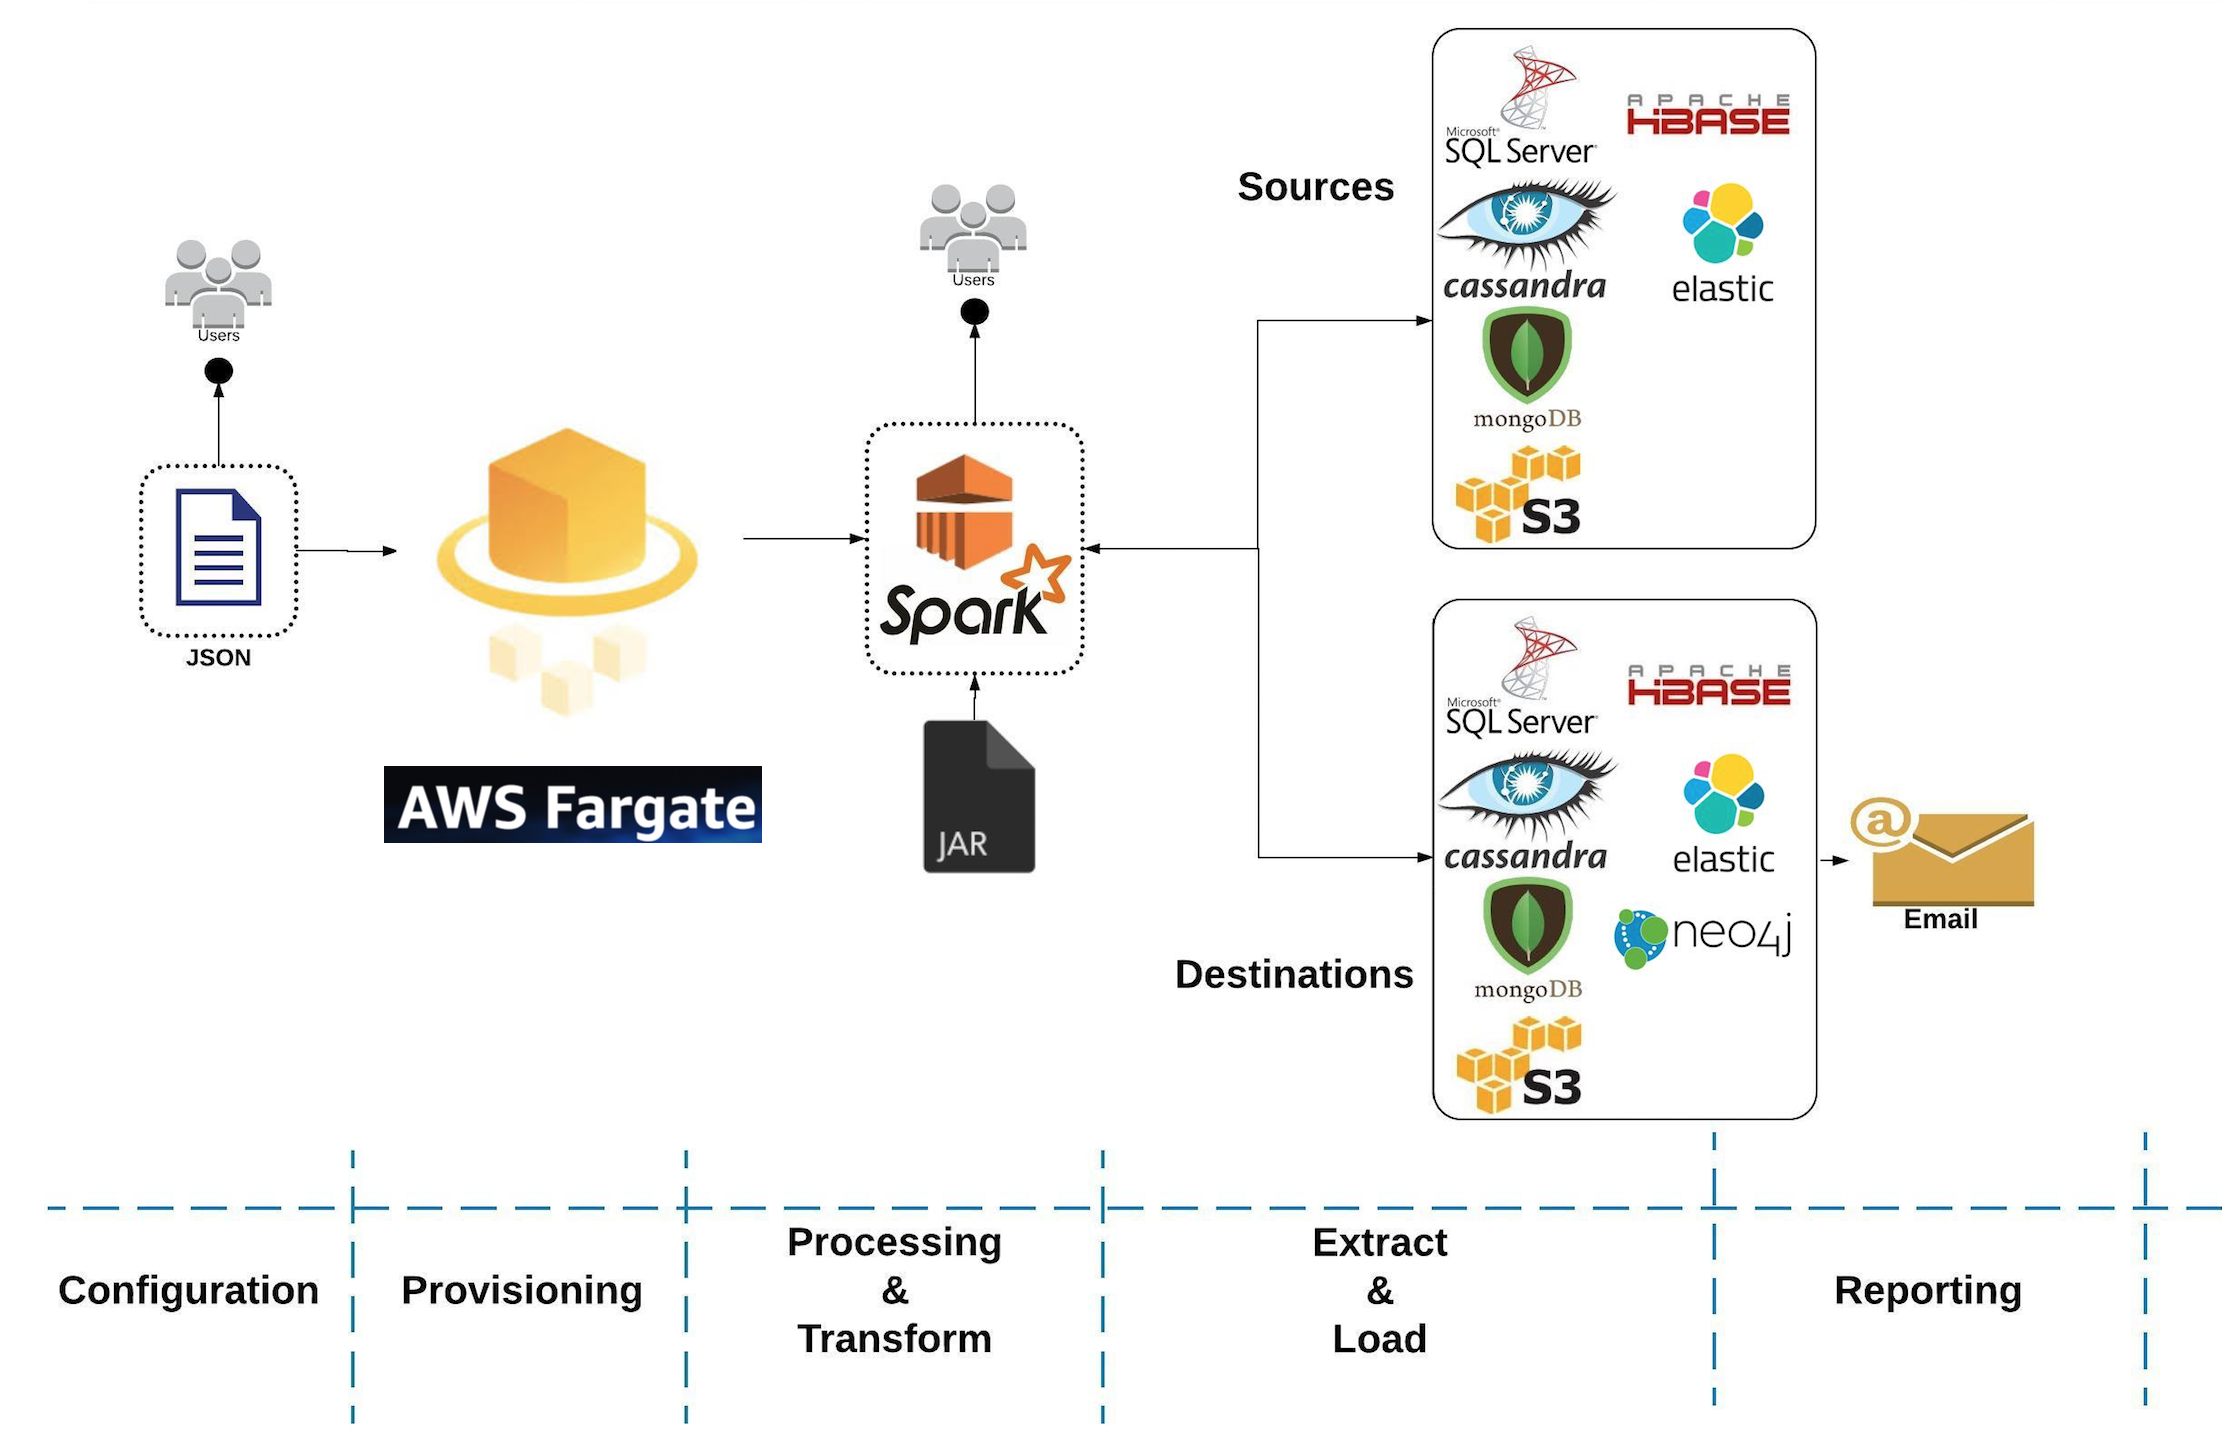 Users
JSON
AWS Fargate
Users
Spark
JAR
Sources
Microsoft®
SQL Server
APACHE
HBASE
cassandra
elastic
mongoDB
S3
Destinations
Microsoft®
SQL Server
APACHE
HBASE
cassandra
elastic
mongoDB
neo4j
S3
@
Email
Configuration
Provisioning
Processing
&
Transform
Extract
&
Load
Reporting